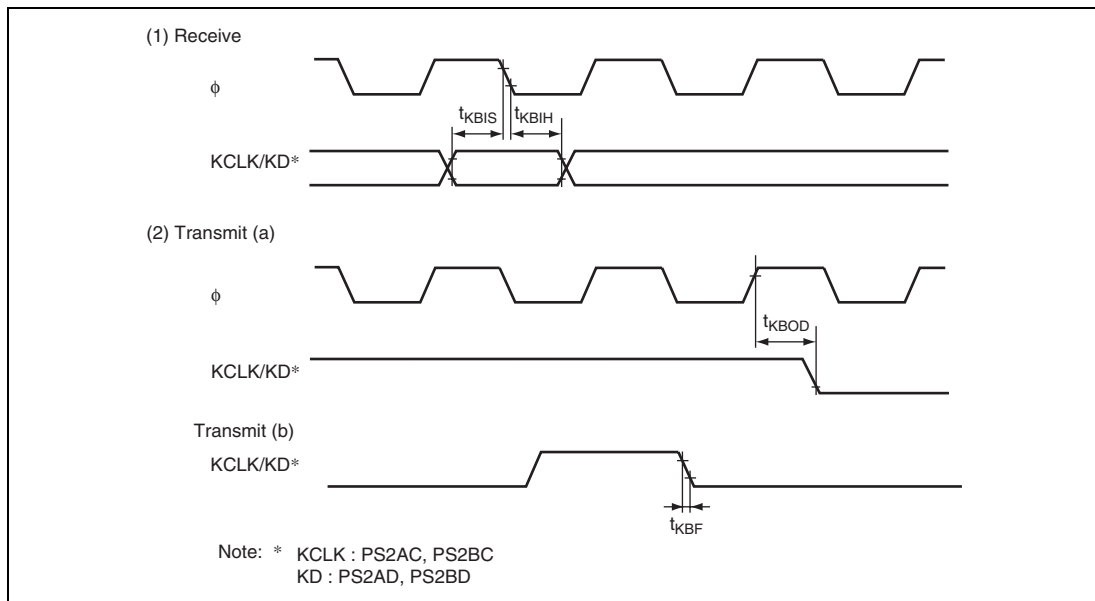 (1) Receive
ϕ
tKBIS
tKBIH
KCLK/KD*
(2) Transmit (a)
ϕ
tKBOD
KCLK/KD*
Transmit (b)
KCLK/KD*
tKBF
Note: * KCLK : PS2AC, PS2BC
KD : PS2AD, PS2BD